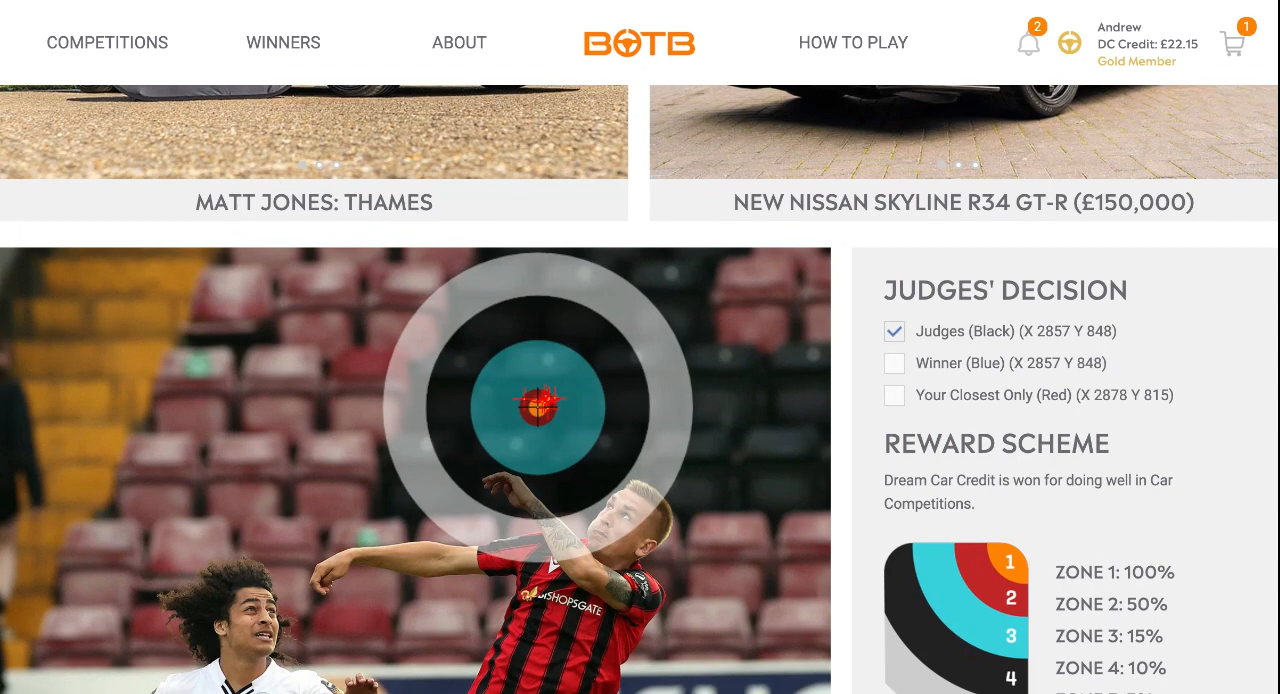 COMPETITIONS
WINNERS
ABOUT
BOTB
HOW TO PLAY
2
Andrew
DC Credit: £22.15
Gold Member
1
MATT JONES: THAMES
NEW NISSAN SKYLINE R34 GT-R (£150,000)
JUDGES' DECISION
Judges (Black) (X 2857 Y 848)
Winner (Blue) (X 2857 Y 848)
Your Closest Only (Red) (X 2878 Y 815)
REWARD SCHEME
Dream Car Credit is won for doing well in Car
Competitions.
1
2
3
4
ZONE 1: 100%
ZONE 2: 50%
ZONE 3: 15%
ZONE 4: 10%
BISHOPSGATE